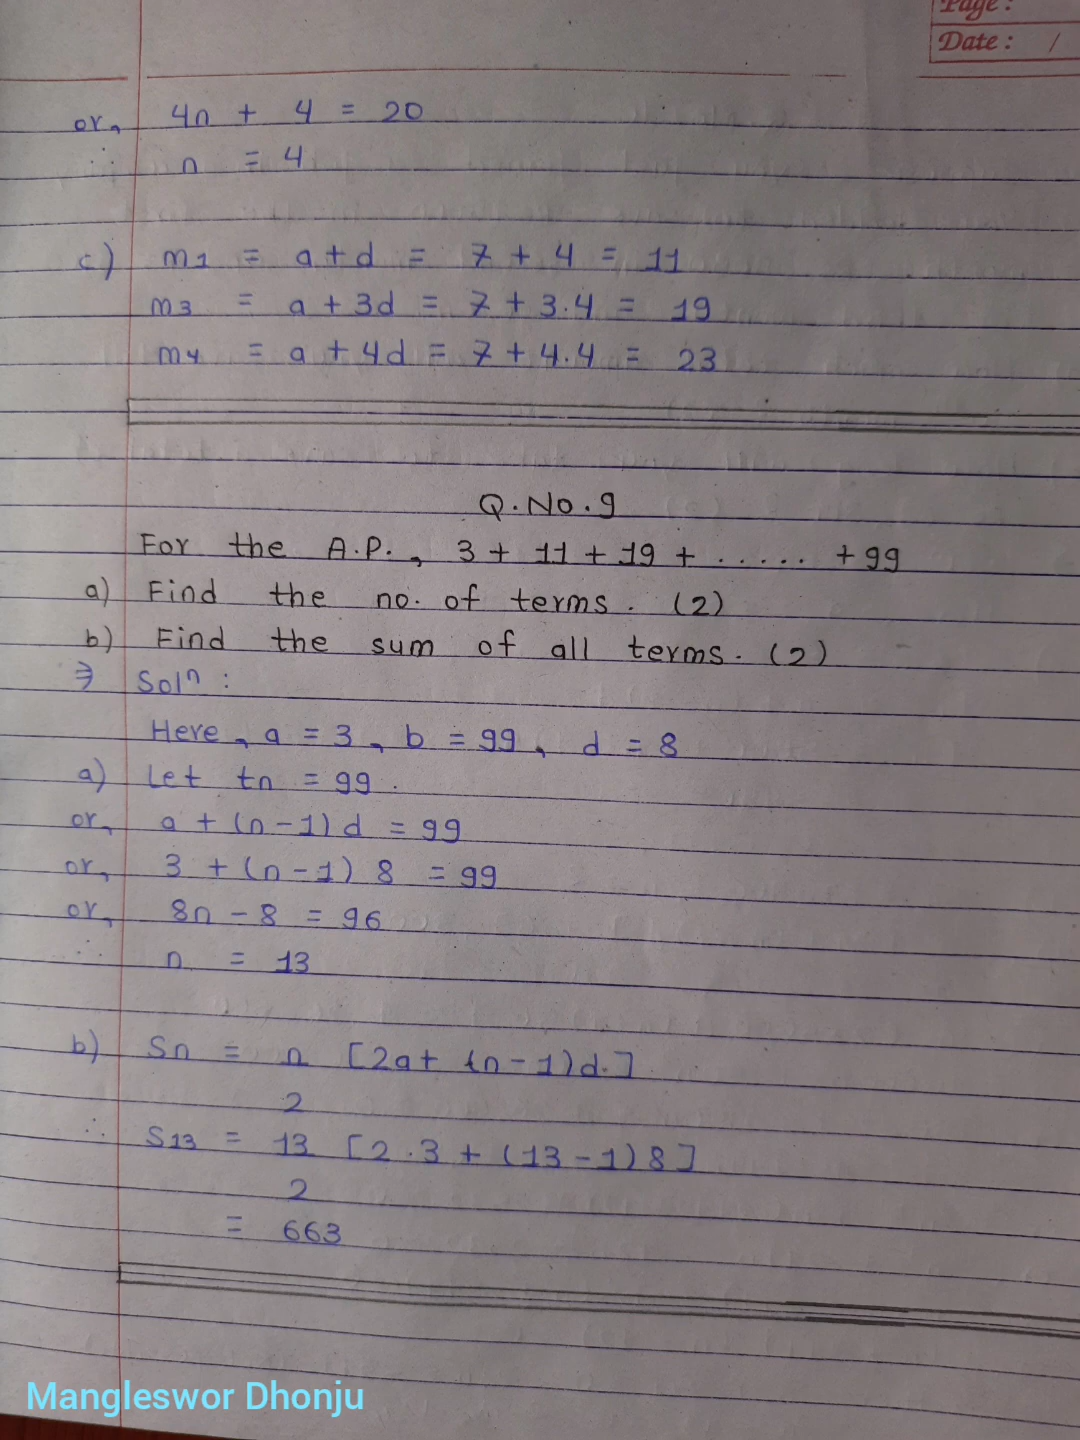 Page :
Date : /
or, 4n + 4 = 20
∴ n = 4
c) m1 = a + d = 7 + 4 = 11
m3 = a + 3d = 7 + 3.4 = 19
m4 = a + 4d = 7 + 4.4 = 23
Q.No.9
For the A.P., 3 + 11 + 19 + ..... + 99
a) Find the no. of terms. (2)
b) Find the sum of all terms. (2)
⇒ Solⁿ :
Here, a = 3, b = 99, d = 8
a) Let tn = 99.
or, a + (n-1) d = 99
or, 3 + (n-1) 8 = 99
or, 8n - 8 = 96
∴ n = 13
b) Sn = n [2a+ (n-1)d.]
2
∴ S13 = 13 [2.3 + (13-1)8]
2
= 663
Mangleswor Dhonju